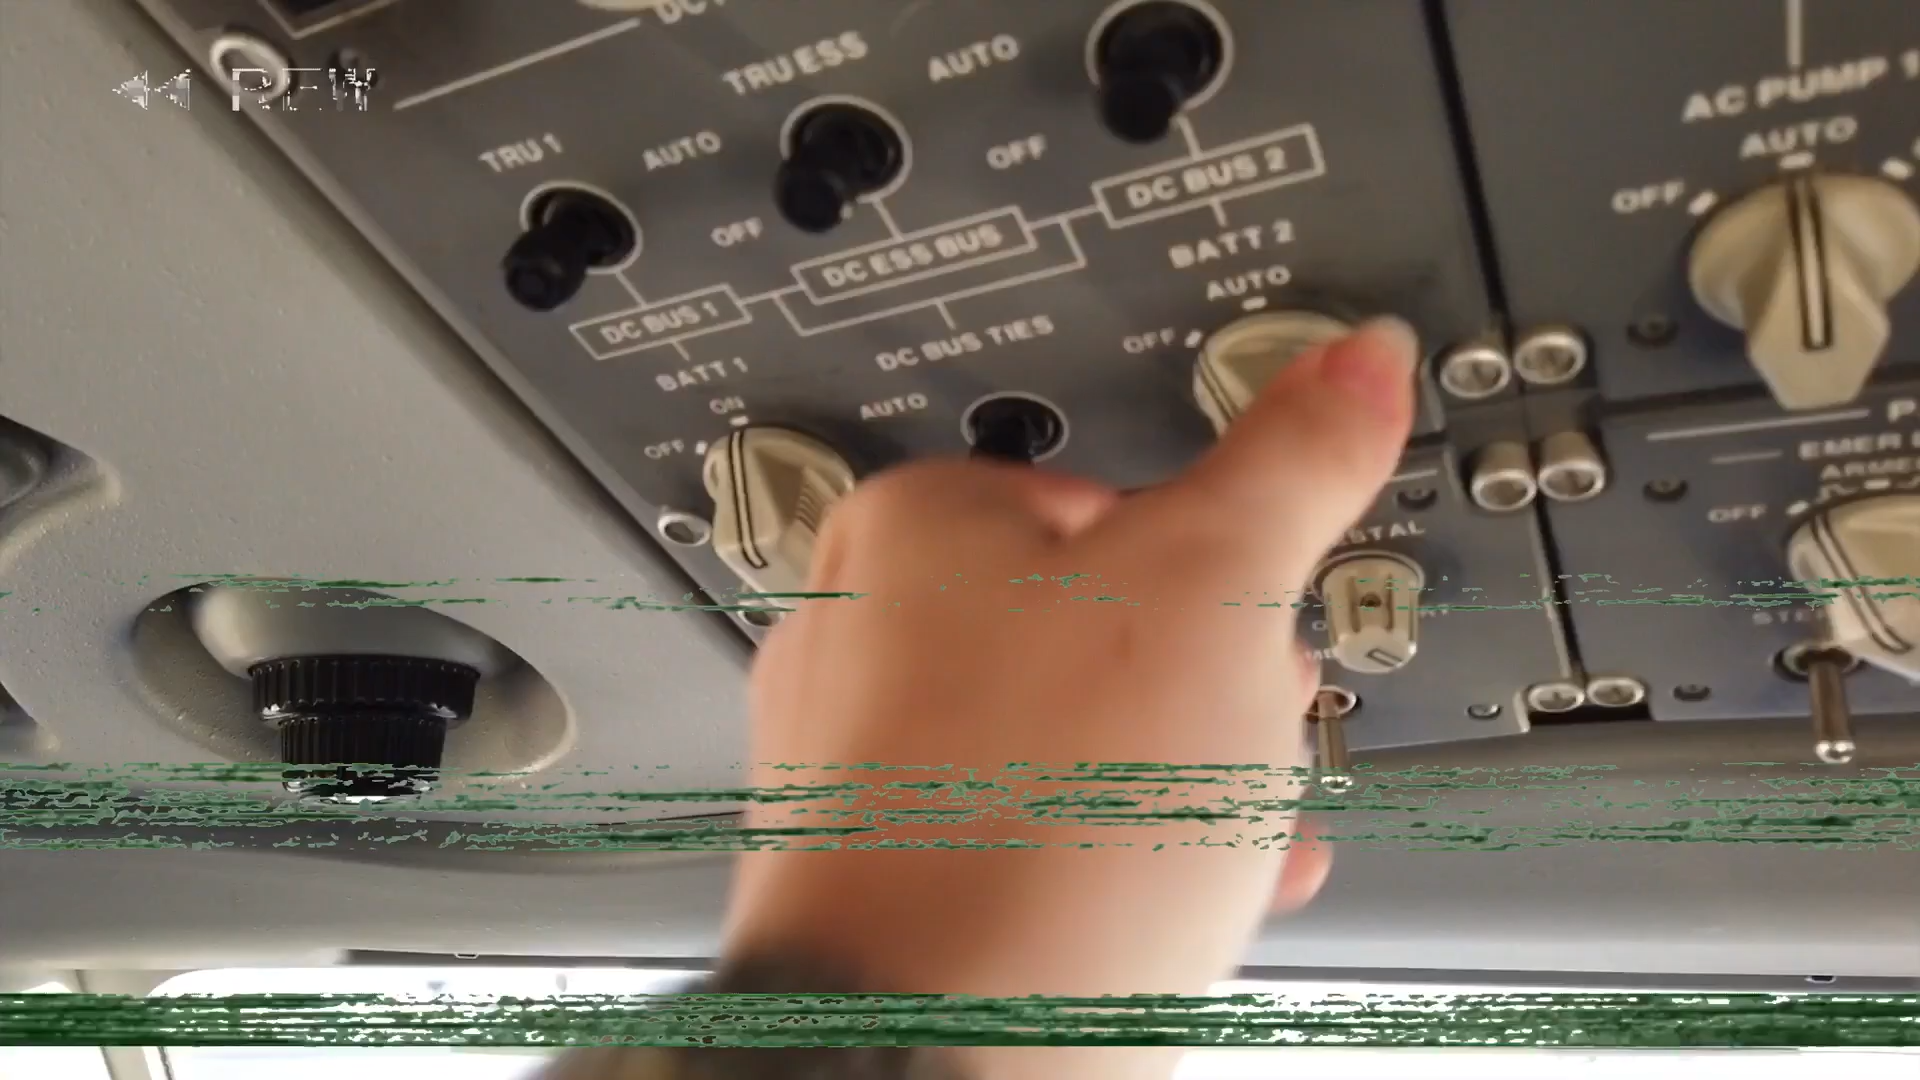 REW
TRU ESS
AUTO
TRU 1
AUTO
OFF
OFF
DC BUS 2
DC ESS BUS
DC BUS 1
BATT 2
AUTO
OFF
DC BUS TIES
BATT 1
ON
OFF
AUTO
AC PUMP 1
AUTO
OFF
EMER
OFF